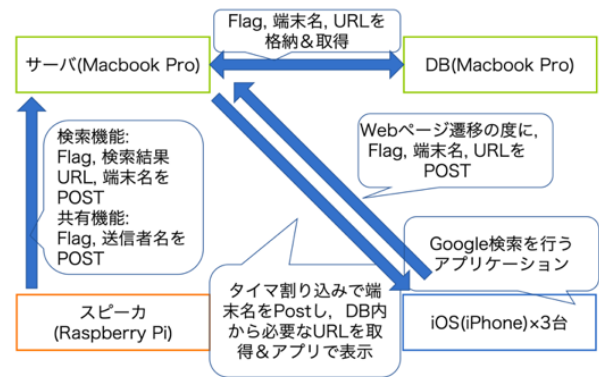 Flag, 端末名, URLを
格納&取得
サーバ(Macbook Pro)
DB(Macbook Pro)
検索機能:
Flag, 検索結果
URL, 端末名を
POST
共有機能:
Flag, 送信者名を
POST
Webページ遷移の度に,
Flag, 端末名, URLを
POST
Google検索を行う
アプリケーション
タイマ割り込みで端
末名をPostし，DB内
から必要なURLを取
得&アプリで表示
スピーカ
(Raspberry Pi)
iOS(iPhone)×3台